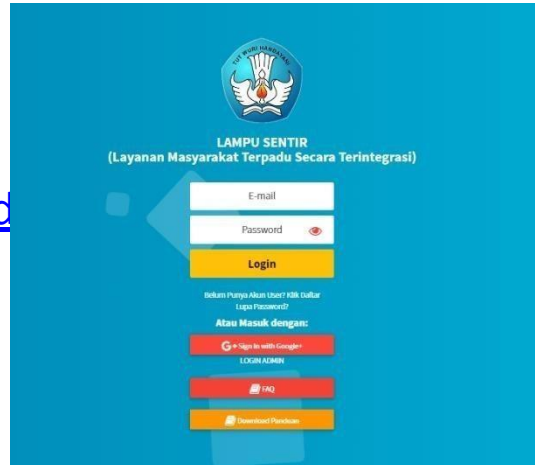 TUT WURI HANDAYANI
LAMPU SENTIR
(Layanan Masyarakat Terpadu Secara Terintegrasi)
d
E-mail
Password
Login
Belum Punya Akun User? Klik Daftar
Lupa Password?
Atau Masuk dengan:
G+ Sign in with Google+
LOGIN ADMIN
FAQ
Download Panduan